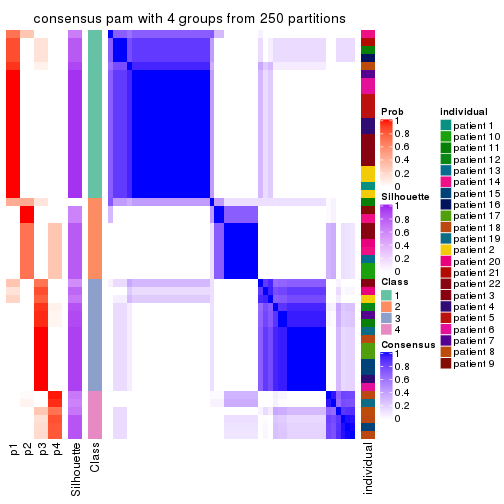 consensus pam with 4 groups from 250 partitions
Prob
1
0.8
0.6
0.4
0.2
0
Silhouette
1
0.8
0.6
0.4
0.2
0
Class
1
2
3
4
Consensus
1
0.8
0.6
0.4
0.2
0
individual
patient 1
patient 10
patient 11
patient 12
patient 13
patient 14
patient 15
patient 16
patient 17
patient 18
patient 19
patient 2
patient 20
patient 21
patient 22
patient 3
patient 4
patient 5
patient 6
patient 7
patient 8
patient 9
p1
p2
p3
p4
Silhouette
Class
individual